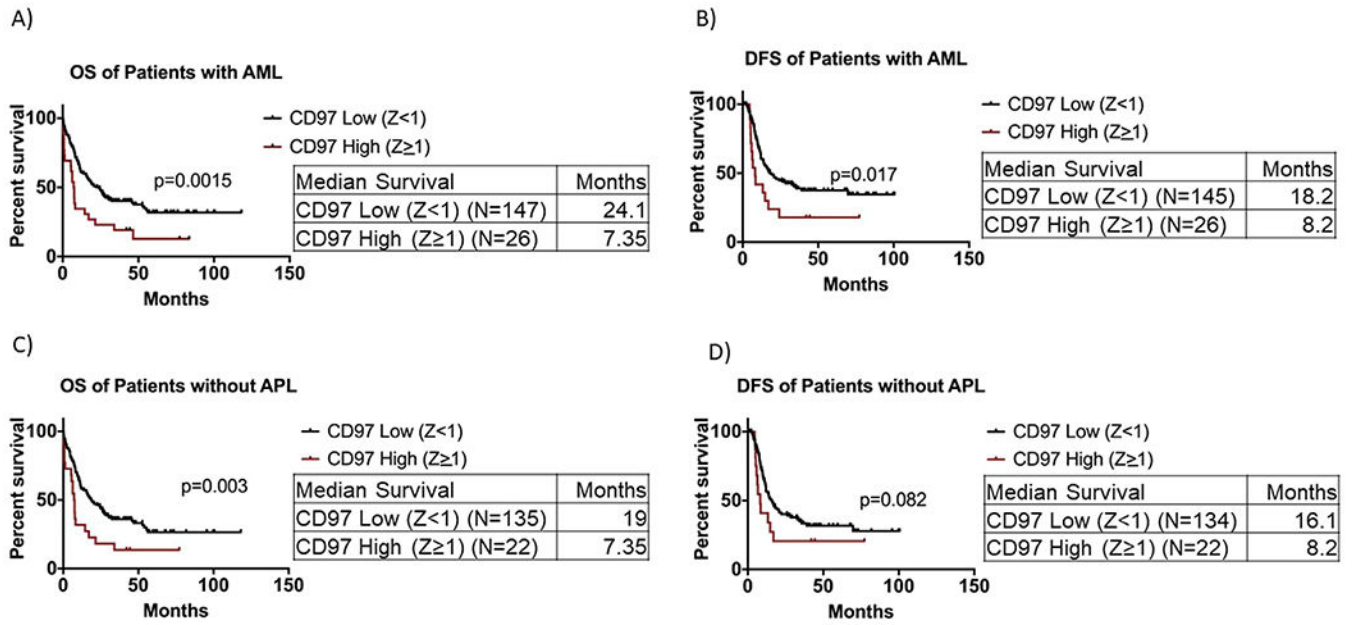 A)
OS of Patients with AML
Percent survival
100
50
0
0 50 100 150
Months
CD97 Low (Z<1)
CD97 High (Z≥1)
p=0.0015
Median Survival Months
CD97 Low (Z<1) (N=147) 24.1
CD97 High (Z≥1) (N=26) 7.35
B)
DFS of Patients with AML
Percent survival
100
50
0
0 50 100 150
Months
CD97 Low (Z<1)
CD97 High (Z≥1)
p=0.017
Median Survival Months
CD97 Low (Z<1) (N=145) 18.2
CD97 High (Z≥1) (N=26) 8.2
C)
OS of Patients without APL
Percent survival
100
50
0
0 50 100 150
Months
CD97 Low (Z<1)
CD97 High (Z≥1)
p=0.003
Median Survival Months
CD97 Low (Z<1) (N=135) 19
CD97 High (Z≥1) (N=22) 7.35
D)
DFS of Patients without APL
Percent survival
100
50
0
0 50 100 150
Months
CD97 Low (Z<1)
CD97 High (Z≥1)
p=0.082
Median Survival Months
CD97 Low (Z<1) (N=134) 16.1
CD97 High (Z≥1) (N=22) 8.2